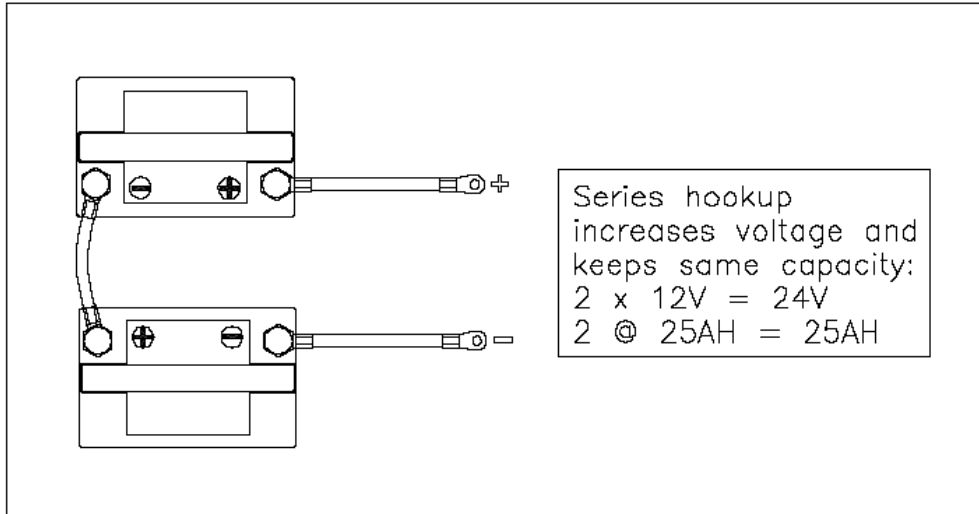 +
-
Series hookup
increases voltage and
keeps same capacity:
2 x 12V = 24V
2 @ 25AH = 25AH